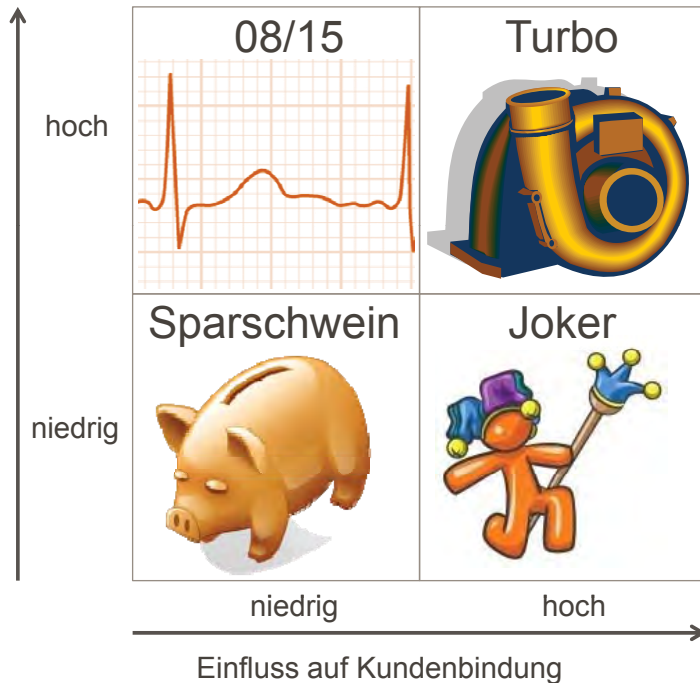 08/15 Turbo
hoch
Sparschwein Joker
niedrig
niedrig hoch
Einfluss auf Kundenbindung